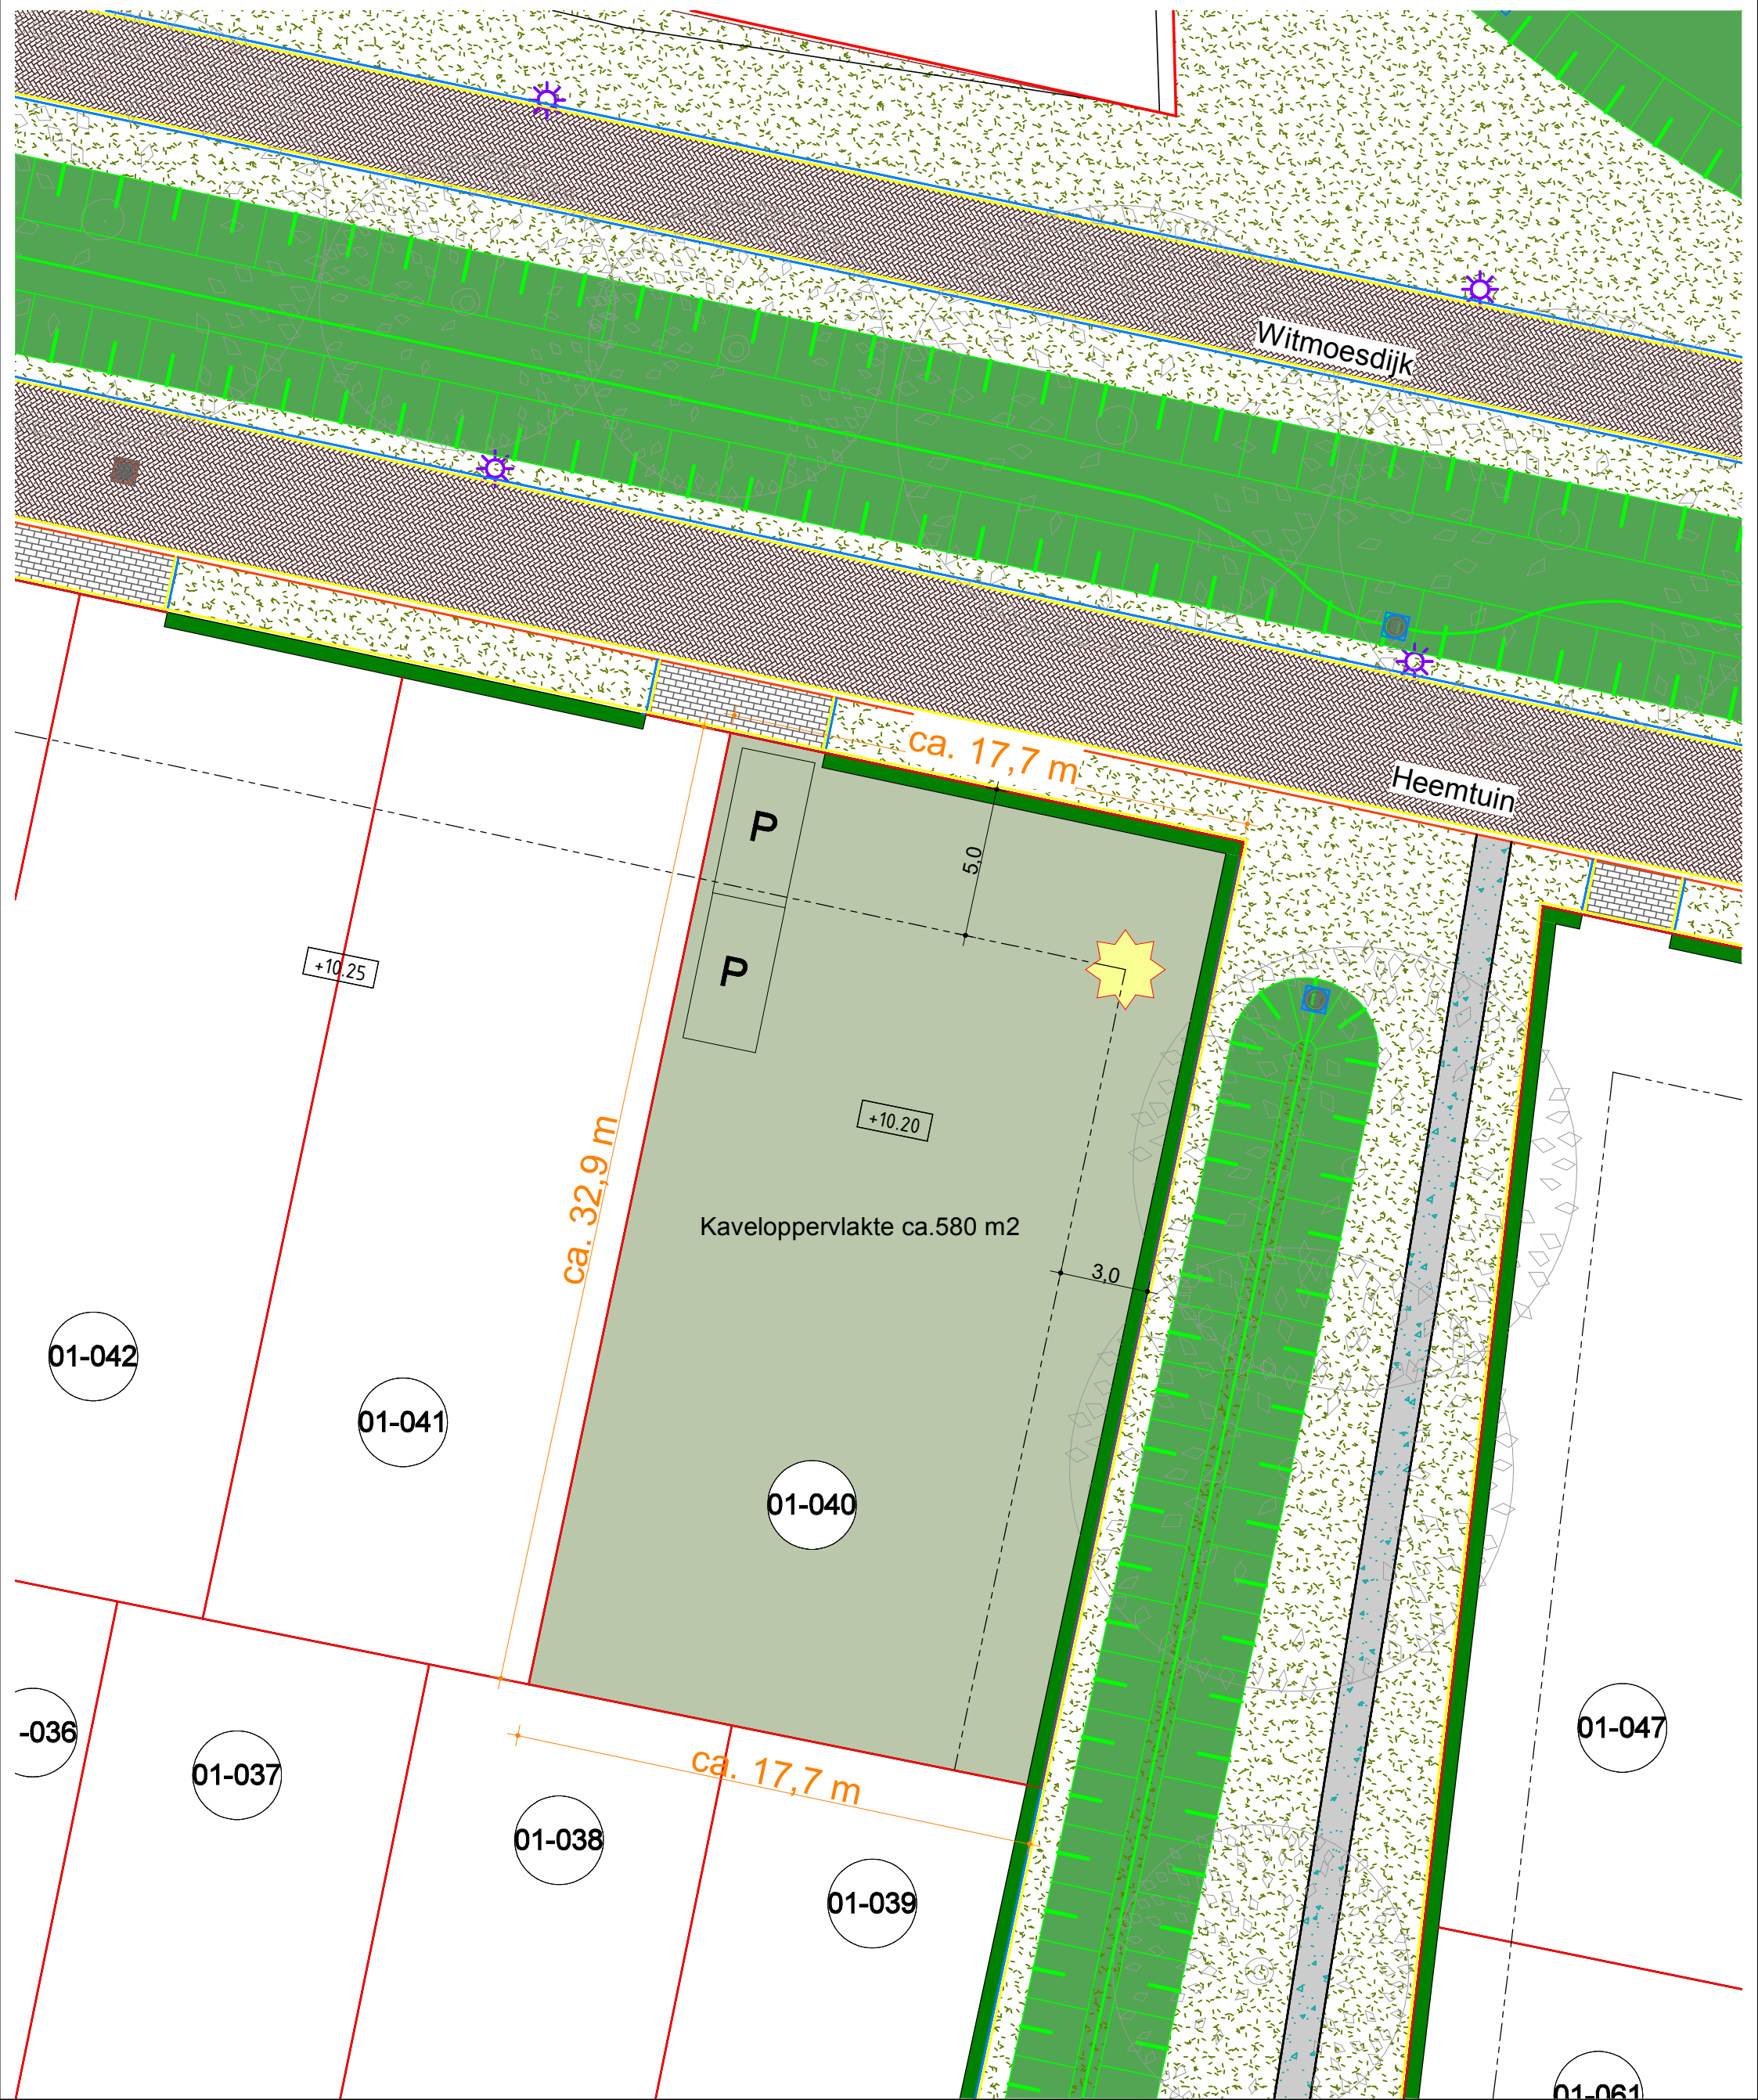 Witmoesdijk
ca. 17,7 m
Heemtuin
P
5,0
P
+10.25
+10.20
ca. 32,9 m
Kaveloppervlakte ca.580 m2
3,0
01-042
01-041
01-040
-036
01-037
01-038
01-039
ca. 17,7 m
01-047
01-061